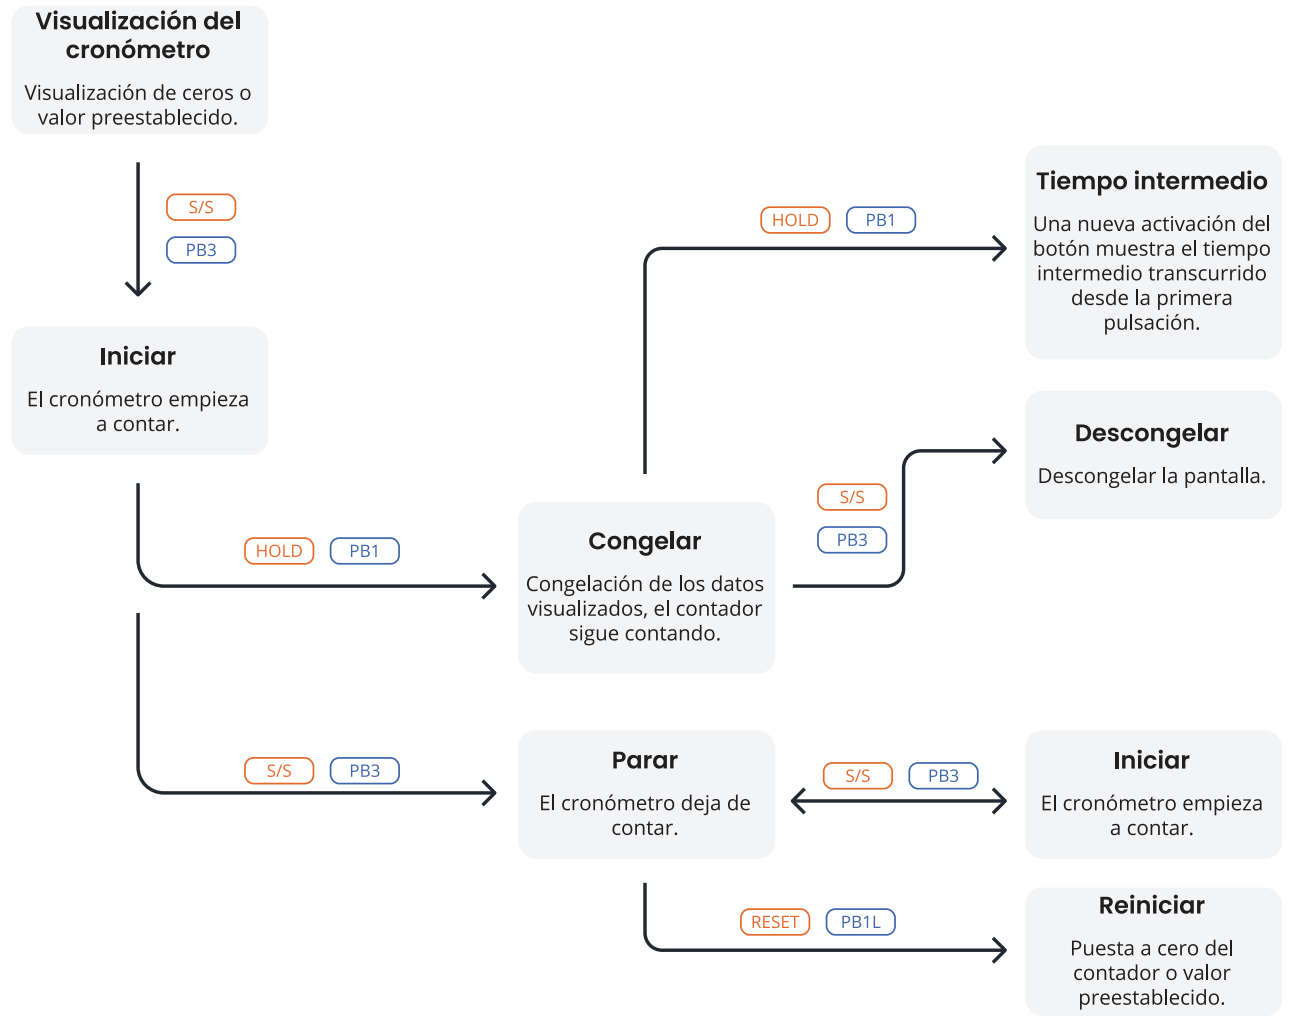 Visualización del
cronómetro
Visualización de ceros o
valor preestablecido.
S/S
PB3
Iniciar
El cronómetro empieza
a contar.
HOLD PB1
Congelar
Congelación de los datos
visualizados, el contador
sigue contando.
HOLD PB1
Tiempo intermedio
Una nueva activación del
botón muestra el tiempo
intermedio transcurrido
desde la primera
pulsación.
S/S
PB3
Descongelar
Descongelar la pantalla.
S/S PB3
Parar
El cronómetro deja de
contar.
S/S PB3
Iniciar
El cronómetro empieza
a contar.
RESET PB1L
Reiniciar
Puesta a cero del
contador o valor
preestablecido.